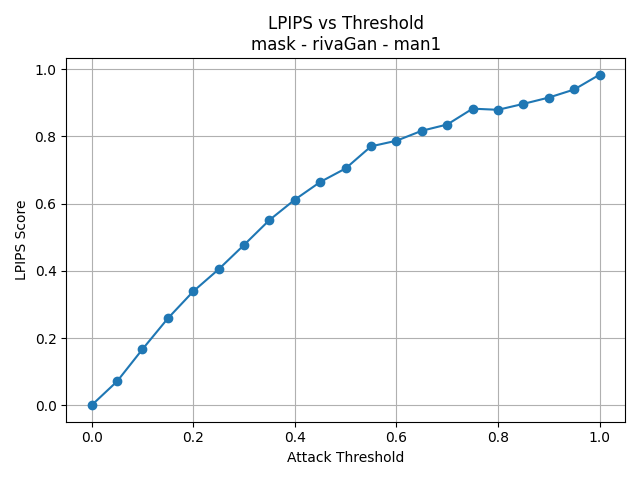 LPIPS vs Threshold
mask - rivaGan - man1
LPIPS Score
1.0
0.8
0.6
0.4
0.2
0.0
0.0 0.2 0.4 0.6 0.8 1.0
Attack Threshold